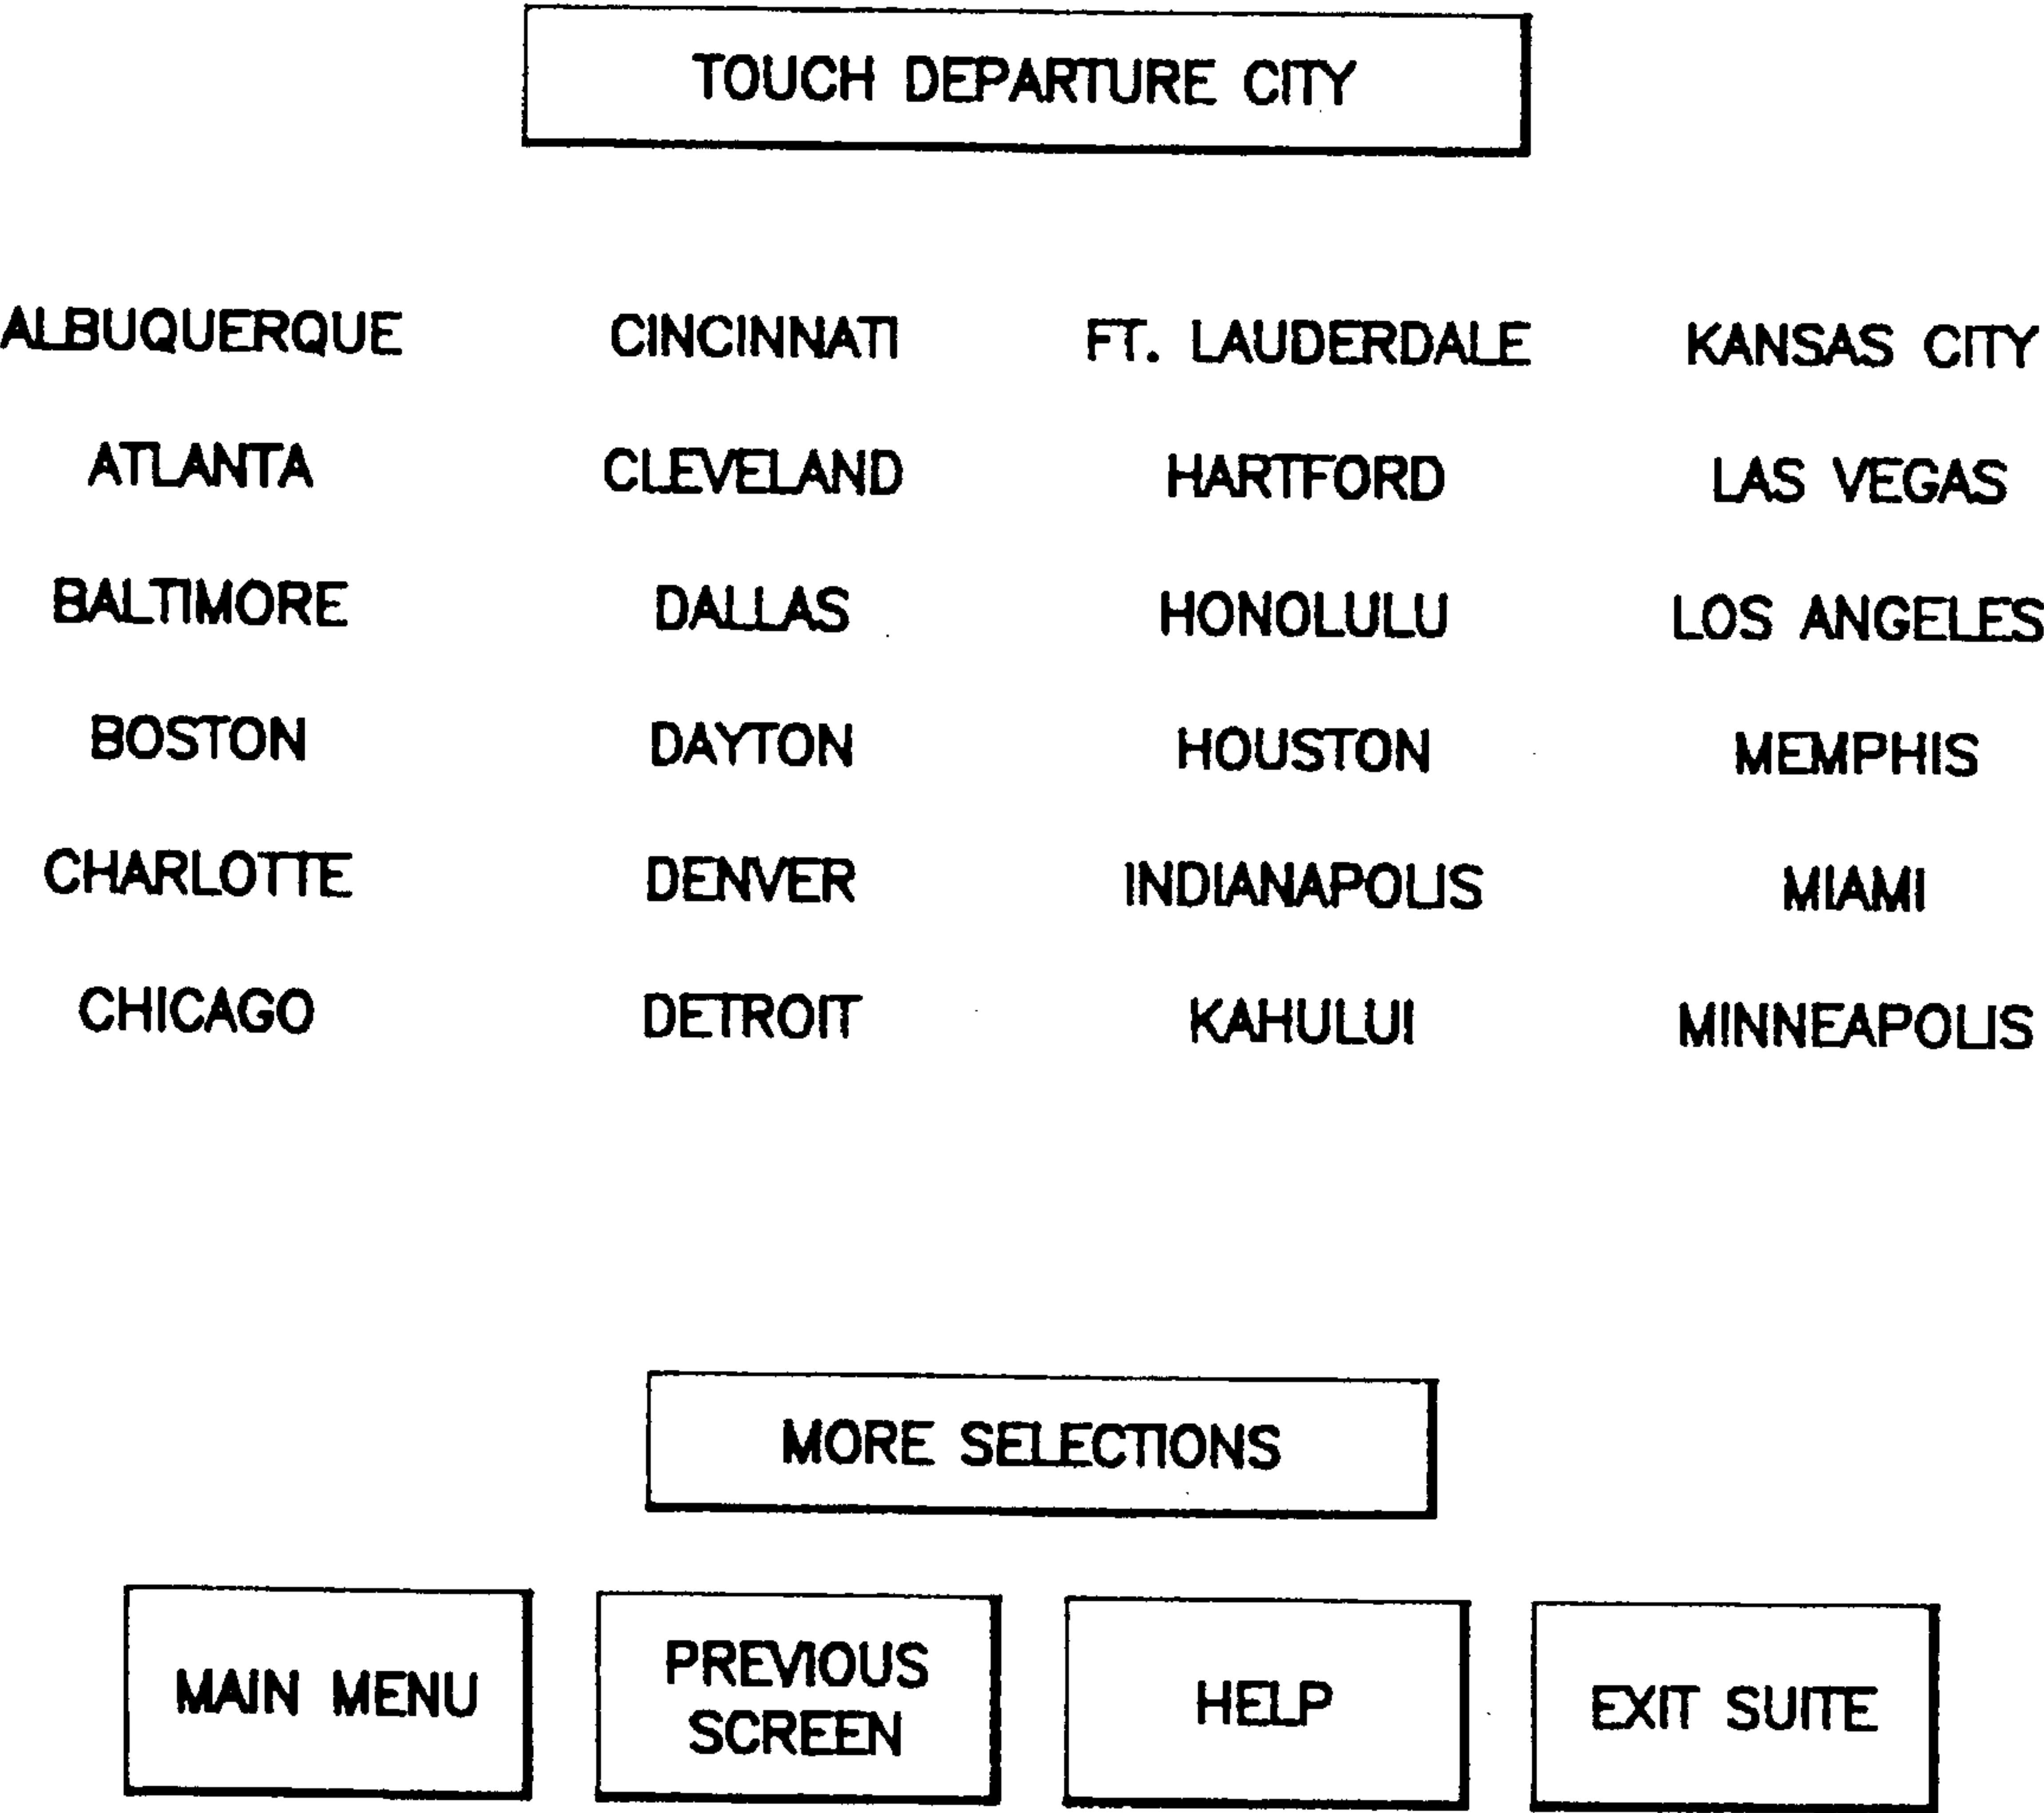 TOUCH DEPARTURE CITY
ALBUQUERQUE CINCINNATI FT. LAUDERDALE KANSAS CITY
ATLANTA CLEVELAND HARTFORD LAS VEGAS
BALTIMORE DALLAS HONOLULU LOS ANGELES
BOSTON DAYTON HOUSTON MEMPHIS
CHARLOTTE DENVER INDIANAPOLIS MIAMI
CHICAGO DETROIT KAHULUI MINNEAPOLIS
MORE SELECTIONS
MAIN MENU
PREVIOUS
SCREEN
HELP
EXIT SUITE